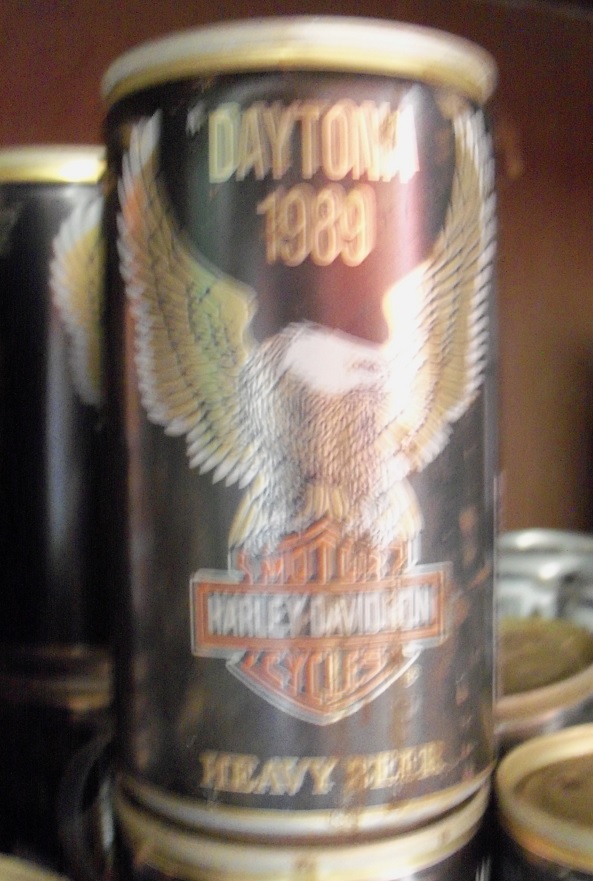 DAYTONA
1989
MOTOR
HARLEY-DAVIDSON
CYCLES
HEAVY BEER